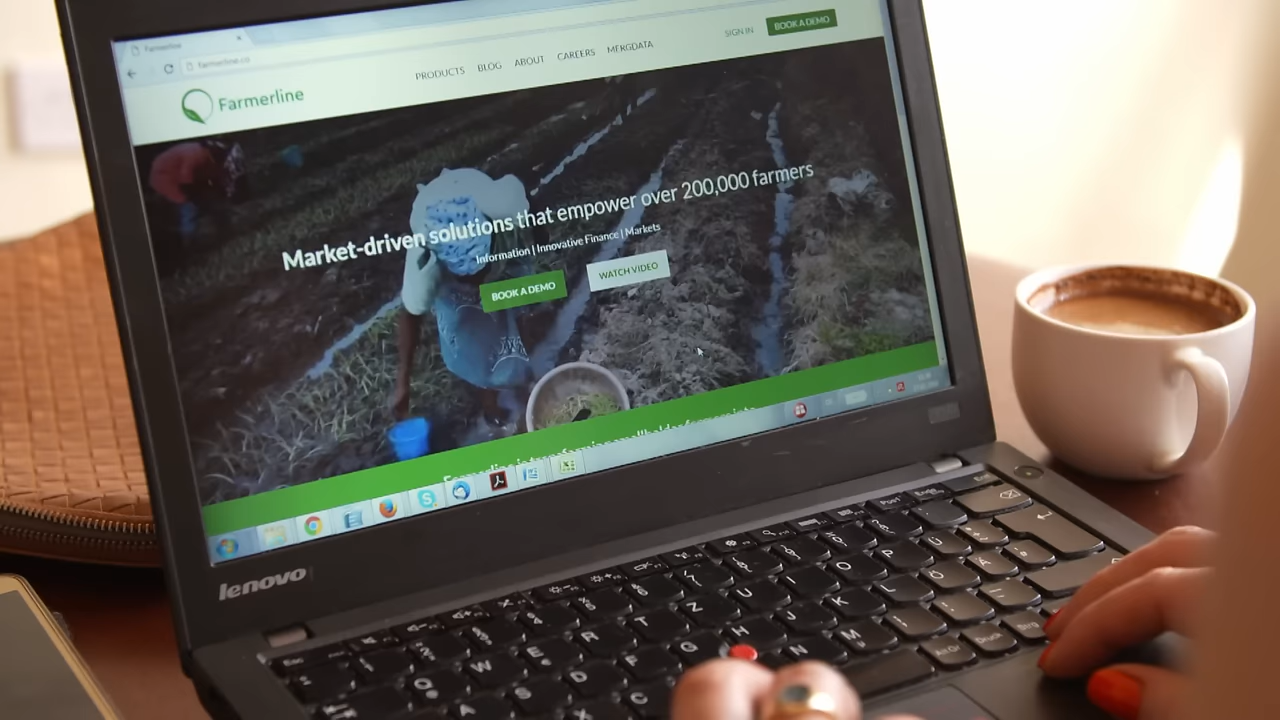 Farmerline
farmerline.co
PRODUCTS BLOG ABOUT CAREERS MERGDATA
SIGN IN
BOOK A DEMO
Farmerline
Market-driven solutions that empower over 200,000 farmers
Information | Innovative Finance | Markets
BOOK A DEMO
WATCH VIDEO
lenovo
Esc
Q W E R T Z U I O P Ü
A S D F G H J K L Ö Ä
C N M